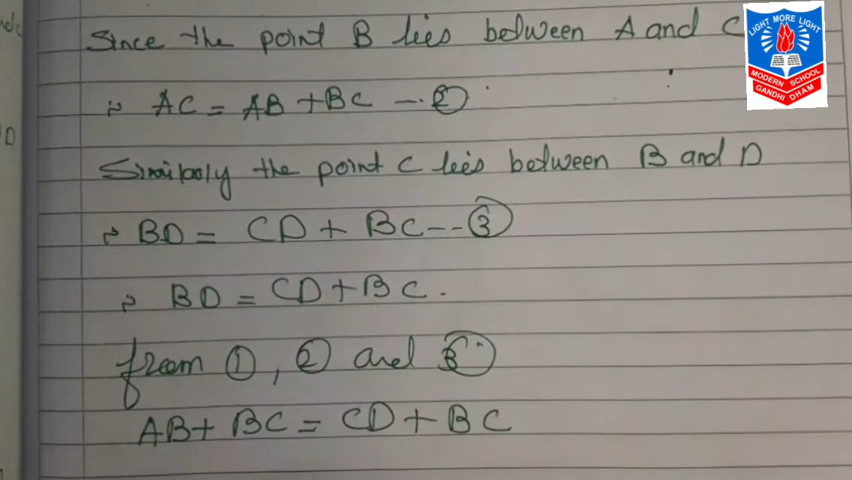 Since the point B lies between A and C
∴ AC = AB + BC --- ②
Similarly the point C lies between B and D
∴ BD = CD + BC --- ③
∴ BD = CD + BC.
from ①, ② and ③
AB + BC = CD + BC
LIGHT MORE LIGHT
MODERN SCHOOL
GANDHI DHAM